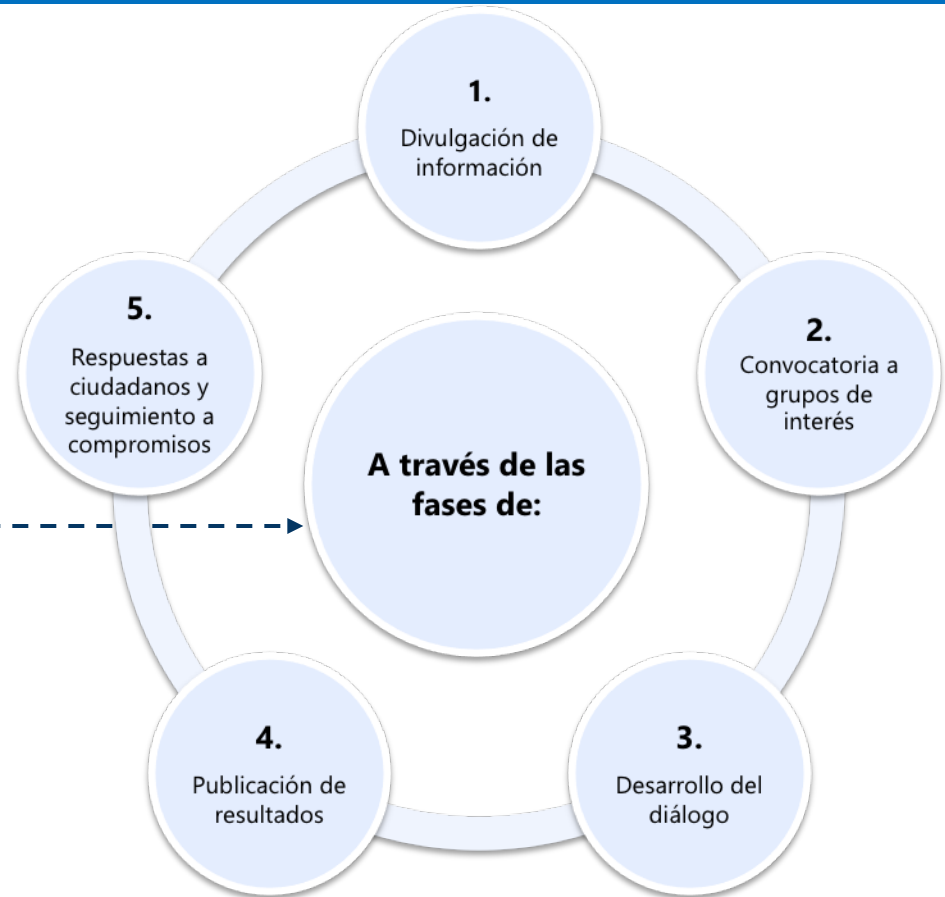 1.
Divulgación de
información
2.
Convocatoria a
grupos de
interés
3.
Desarrollo del
diálogo
4.
Publicación de
resultados
5.
Respuestas a
ciudadanos y
seguimiento a
compromisos
A través de las
fases de: